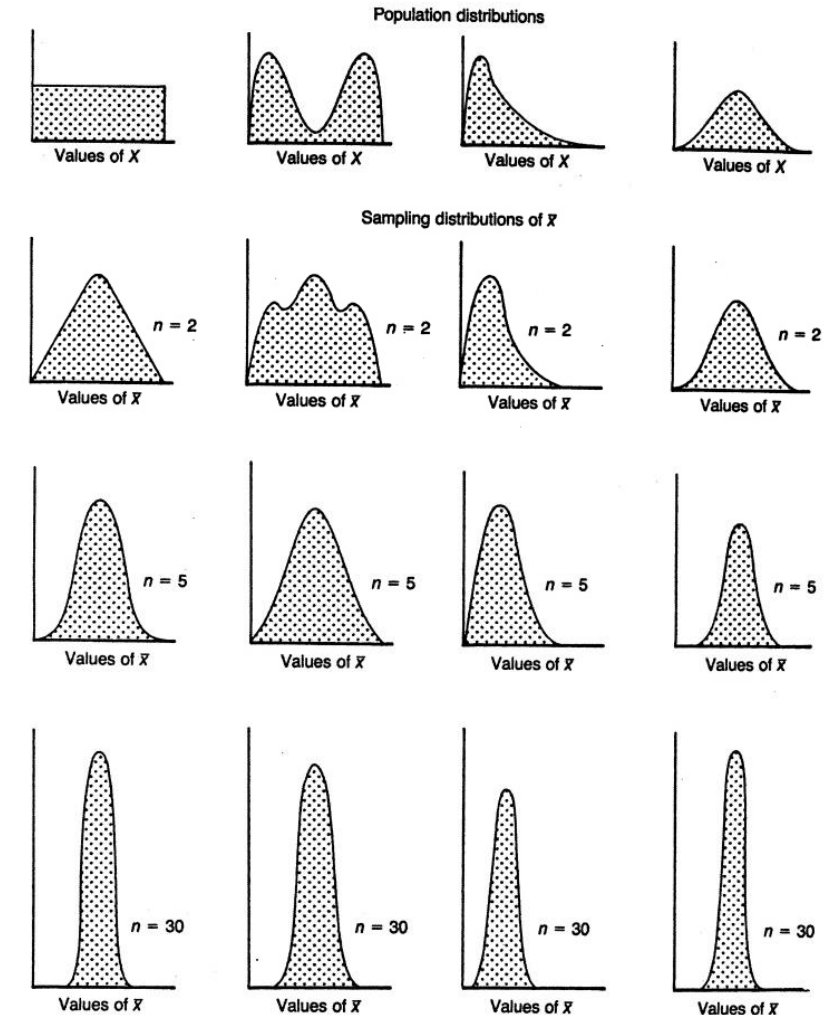 Population distributions
Values of X
Values of X
Values of X
Values of X
Sampling distributions of x̄
n = 2
n = 2
n = 2
n = 2
Values of x̄
Values of x̄
Values of x̄
Values of x̄
n = 5
n = 5
n = 5
n = 5
Values of x̄
Values of x̄
Values of x̄
Values of x̄
n = 30
n = 30
n = 30
n = 30
Values of x̄
Values of x̄
Values of x̄
Values of x̄